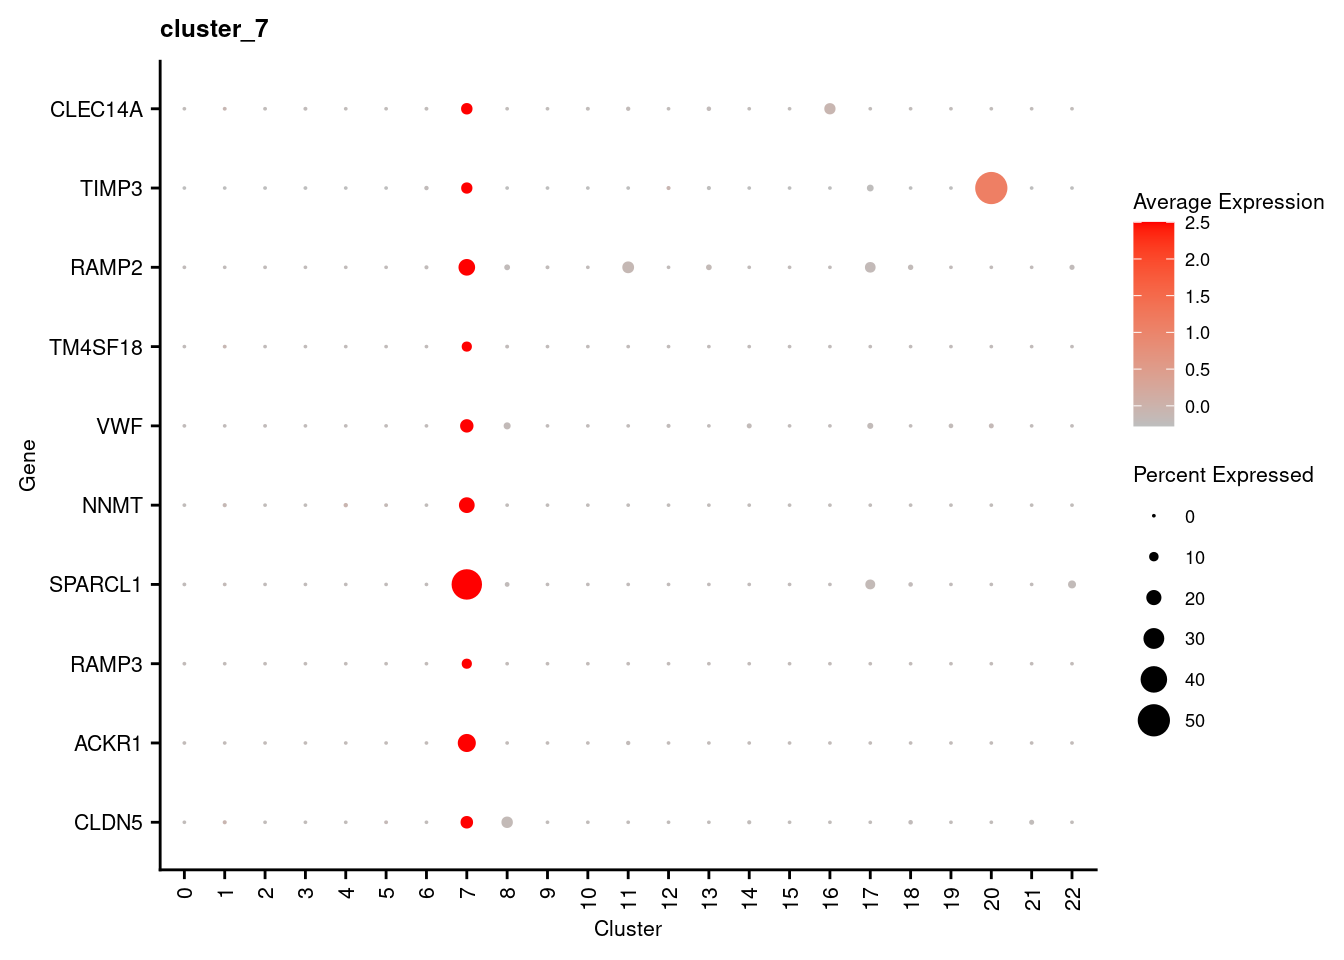 cluster_7
CLEC14A
TIMP3
RAMP2
TM4SF18
VWF
NNMT
SPARCL1
RAMP3
ACKR1
CLDN5
Gene
0 1 2 3 4 5 6 7 8 9 10 11 12 13 14 15 16 17 18 19 20 21 22
Cluster
Average Expression
2.5
2.0
1.5
1.0
0.5
0.0
Percent Expressed
0
10
20
30
40
50